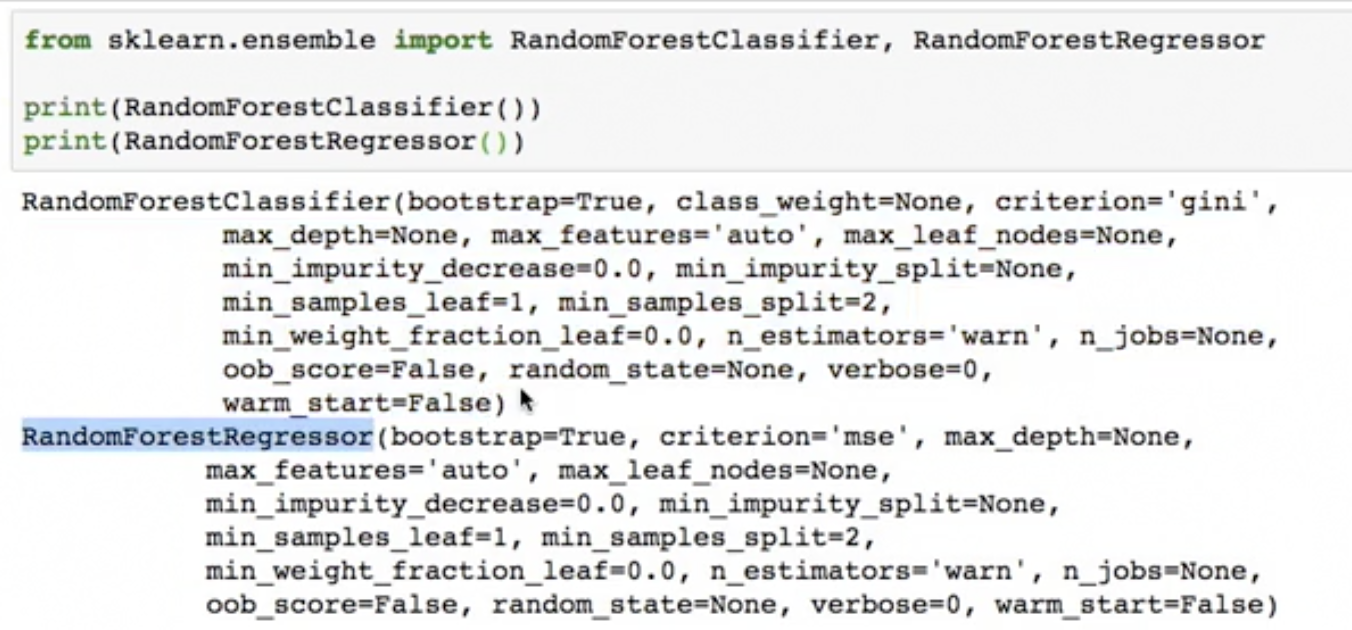 from sklearn.ensemble import RandomForestClassifier, RandomForestRegressor
print(RandomForestClassifier())
print(RandomForestRegressor())
RandomForestClassifier(bootstrap=True, class_weight=None, criterion='gini',
max_depth=None, max_features='auto', max_leaf_nodes=None,
min_impurity_decrease=0.0, min_impurity_split=None,
min_samples_leaf=1, min_samples_split=2,
min_weight_fraction_leaf=0.0, n_estimators='warn', n_jobs=None,
oob_score=False, random_state=None, verbose=0,
warm_start=False)
RandomForestRegressor(bootstrap=True, criterion='mse', max_depth=None,
max_features='auto', max_leaf_nodes=None,
min_impurity_decrease=0.0, min_impurity_split=None,
min_samples_leaf=1, min_samples_split=2,
min_weight_fraction_leaf=0.0, n_estimators='warn', n_jobs=None,
oob_score=False, random_state=None, verbose=0, warm_start=False)